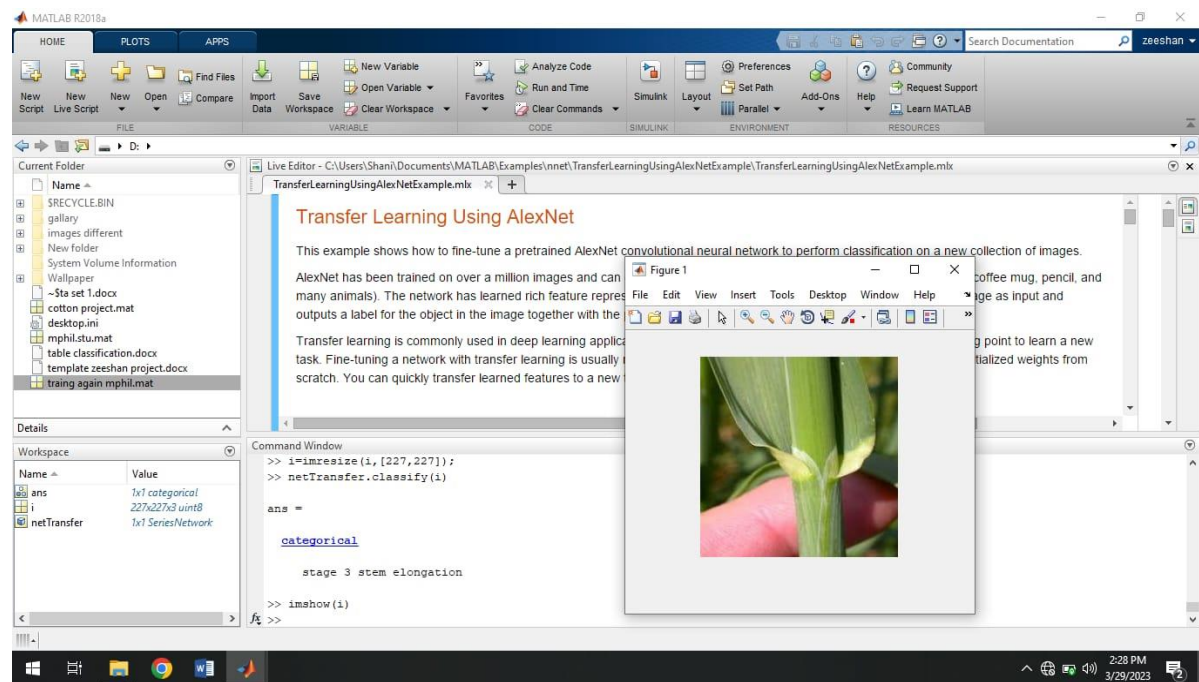 MATLAB R2018a
HOME PLOTS APPS
Search Documentation
zeeshan
New Script
New Live Script
New
Open
Find Files
Compare
Import Data
Save Workspace
New Variable
Open Variable
Clear Workspace
Favorites
Analyze Code
Run and Time
Clear Commands
Simulink
Layout
Preferences
Set Path
Parallel
Add-Ons
Help
Community
Request Support
Learn MATLAB
FILE VARIABLE CODE SIMULINK ENVIRONMENT RESOURCES
D:
Current Folder
Name
$RECYCLE.BIN
gallary
images different
New folder
System Volume Information
Wallpaper
~$ta set 1.docx
cotton project.mat
desktop.ini
mphil.stu.mat
table classification.docx
template zeeshan project.docx
traing again mphil.mat
Details
Workspace
Name Value
ans 1x1 categorical
i 227x227x3 uint8
netTransfer 1x1 SeriesNetwork
Live Editor - C:\Users\Shani\Documents\MATLAB\Examples\nnet\TransferLearningUsingAlexNetExample\TransferLearningUsingAlexNetExample.mlx
TransferLearningUsingAlexNetExample.mlx
Transfer Learning Using AlexNet
This example shows how to fine-tune a pretrained AlexNet convolutional neural network to perform classification on a new collection of images.
AlexNet has been trained on over a million images and can coffee mug, pencil, and
many animals). The network has learned rich feature as input and
outputs a label for the object in the image together with the
Transfer learning is commonly used in deep learning point to learn a new
task. Fine-tuning a network with transfer learning is usually weights from
scratch. You can quickly transfer learned features to a new
Command Window
>> i=imresize(i,[227,227]);
>> netTransfer.classify(i)
ans =
categorical
stage 3 stem elongation
>> imshow(i)
fx >>
Figure 1
File Edit View Insert Tools Desktop Window Help
2:28 PM
3/29/2023
2